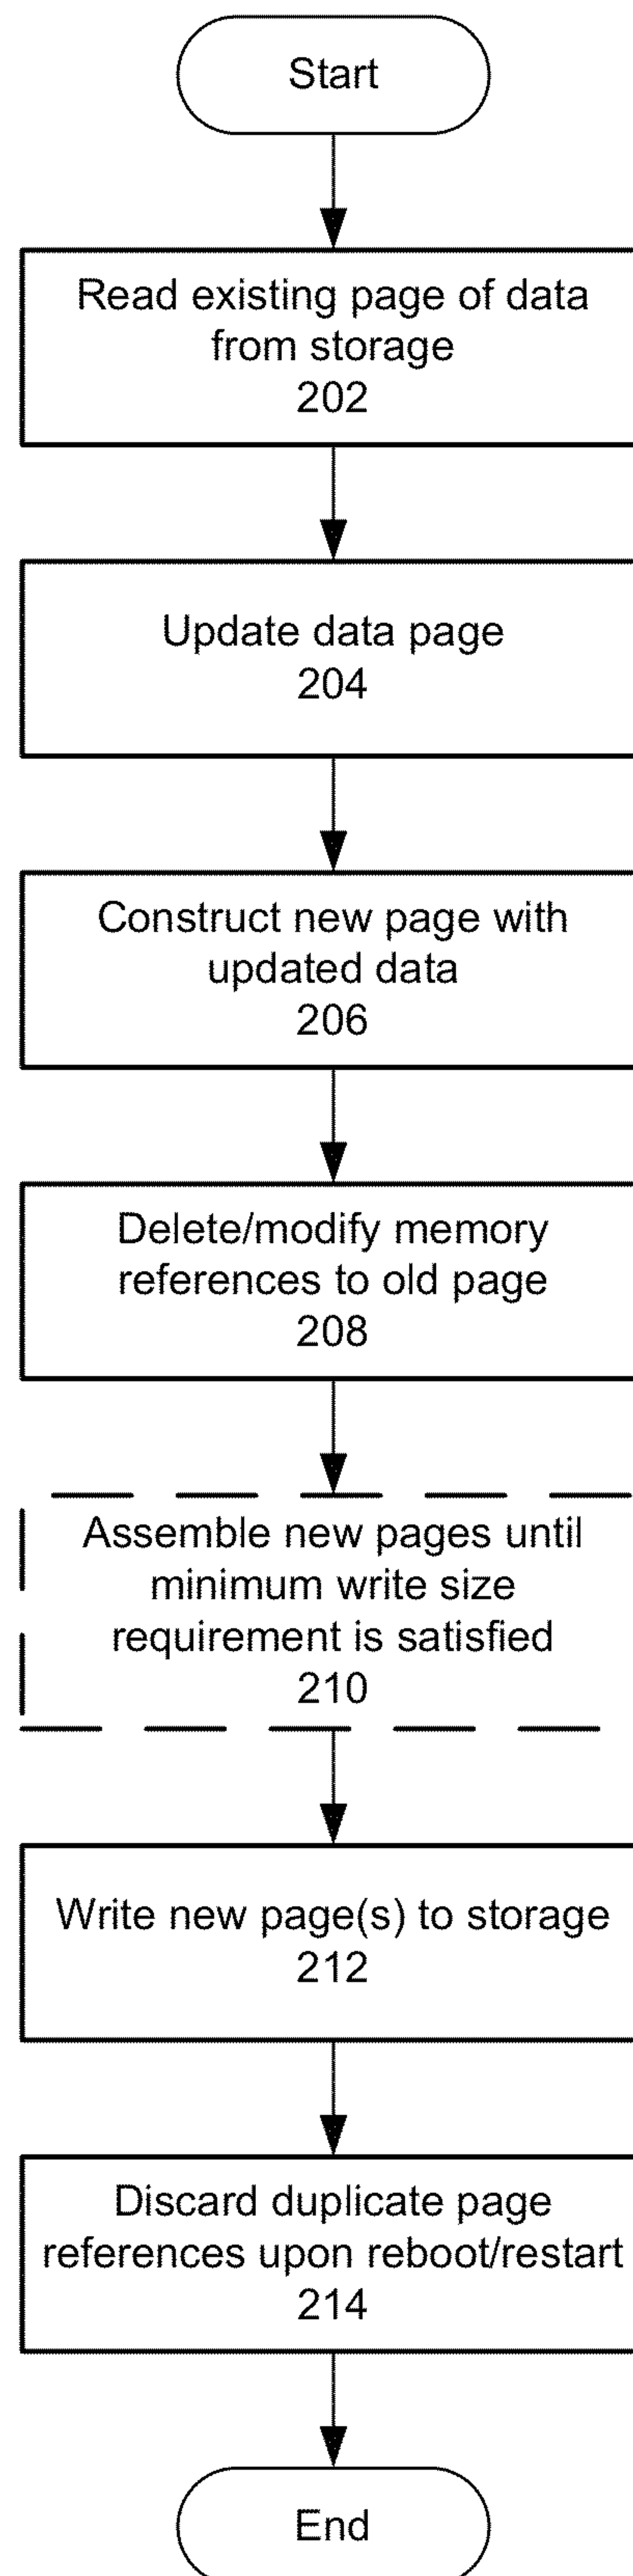 Start
Read existing page of data
from storage
202
Update data page
204
Construct new page with
updated data
206
Delete/modify memory
references to old page
208
Assemble new pages until
minimum write size
requirement is satisfied
210
Write new page(s) to storage
212
Discard duplicate page
references upon reboot/restart
214
End